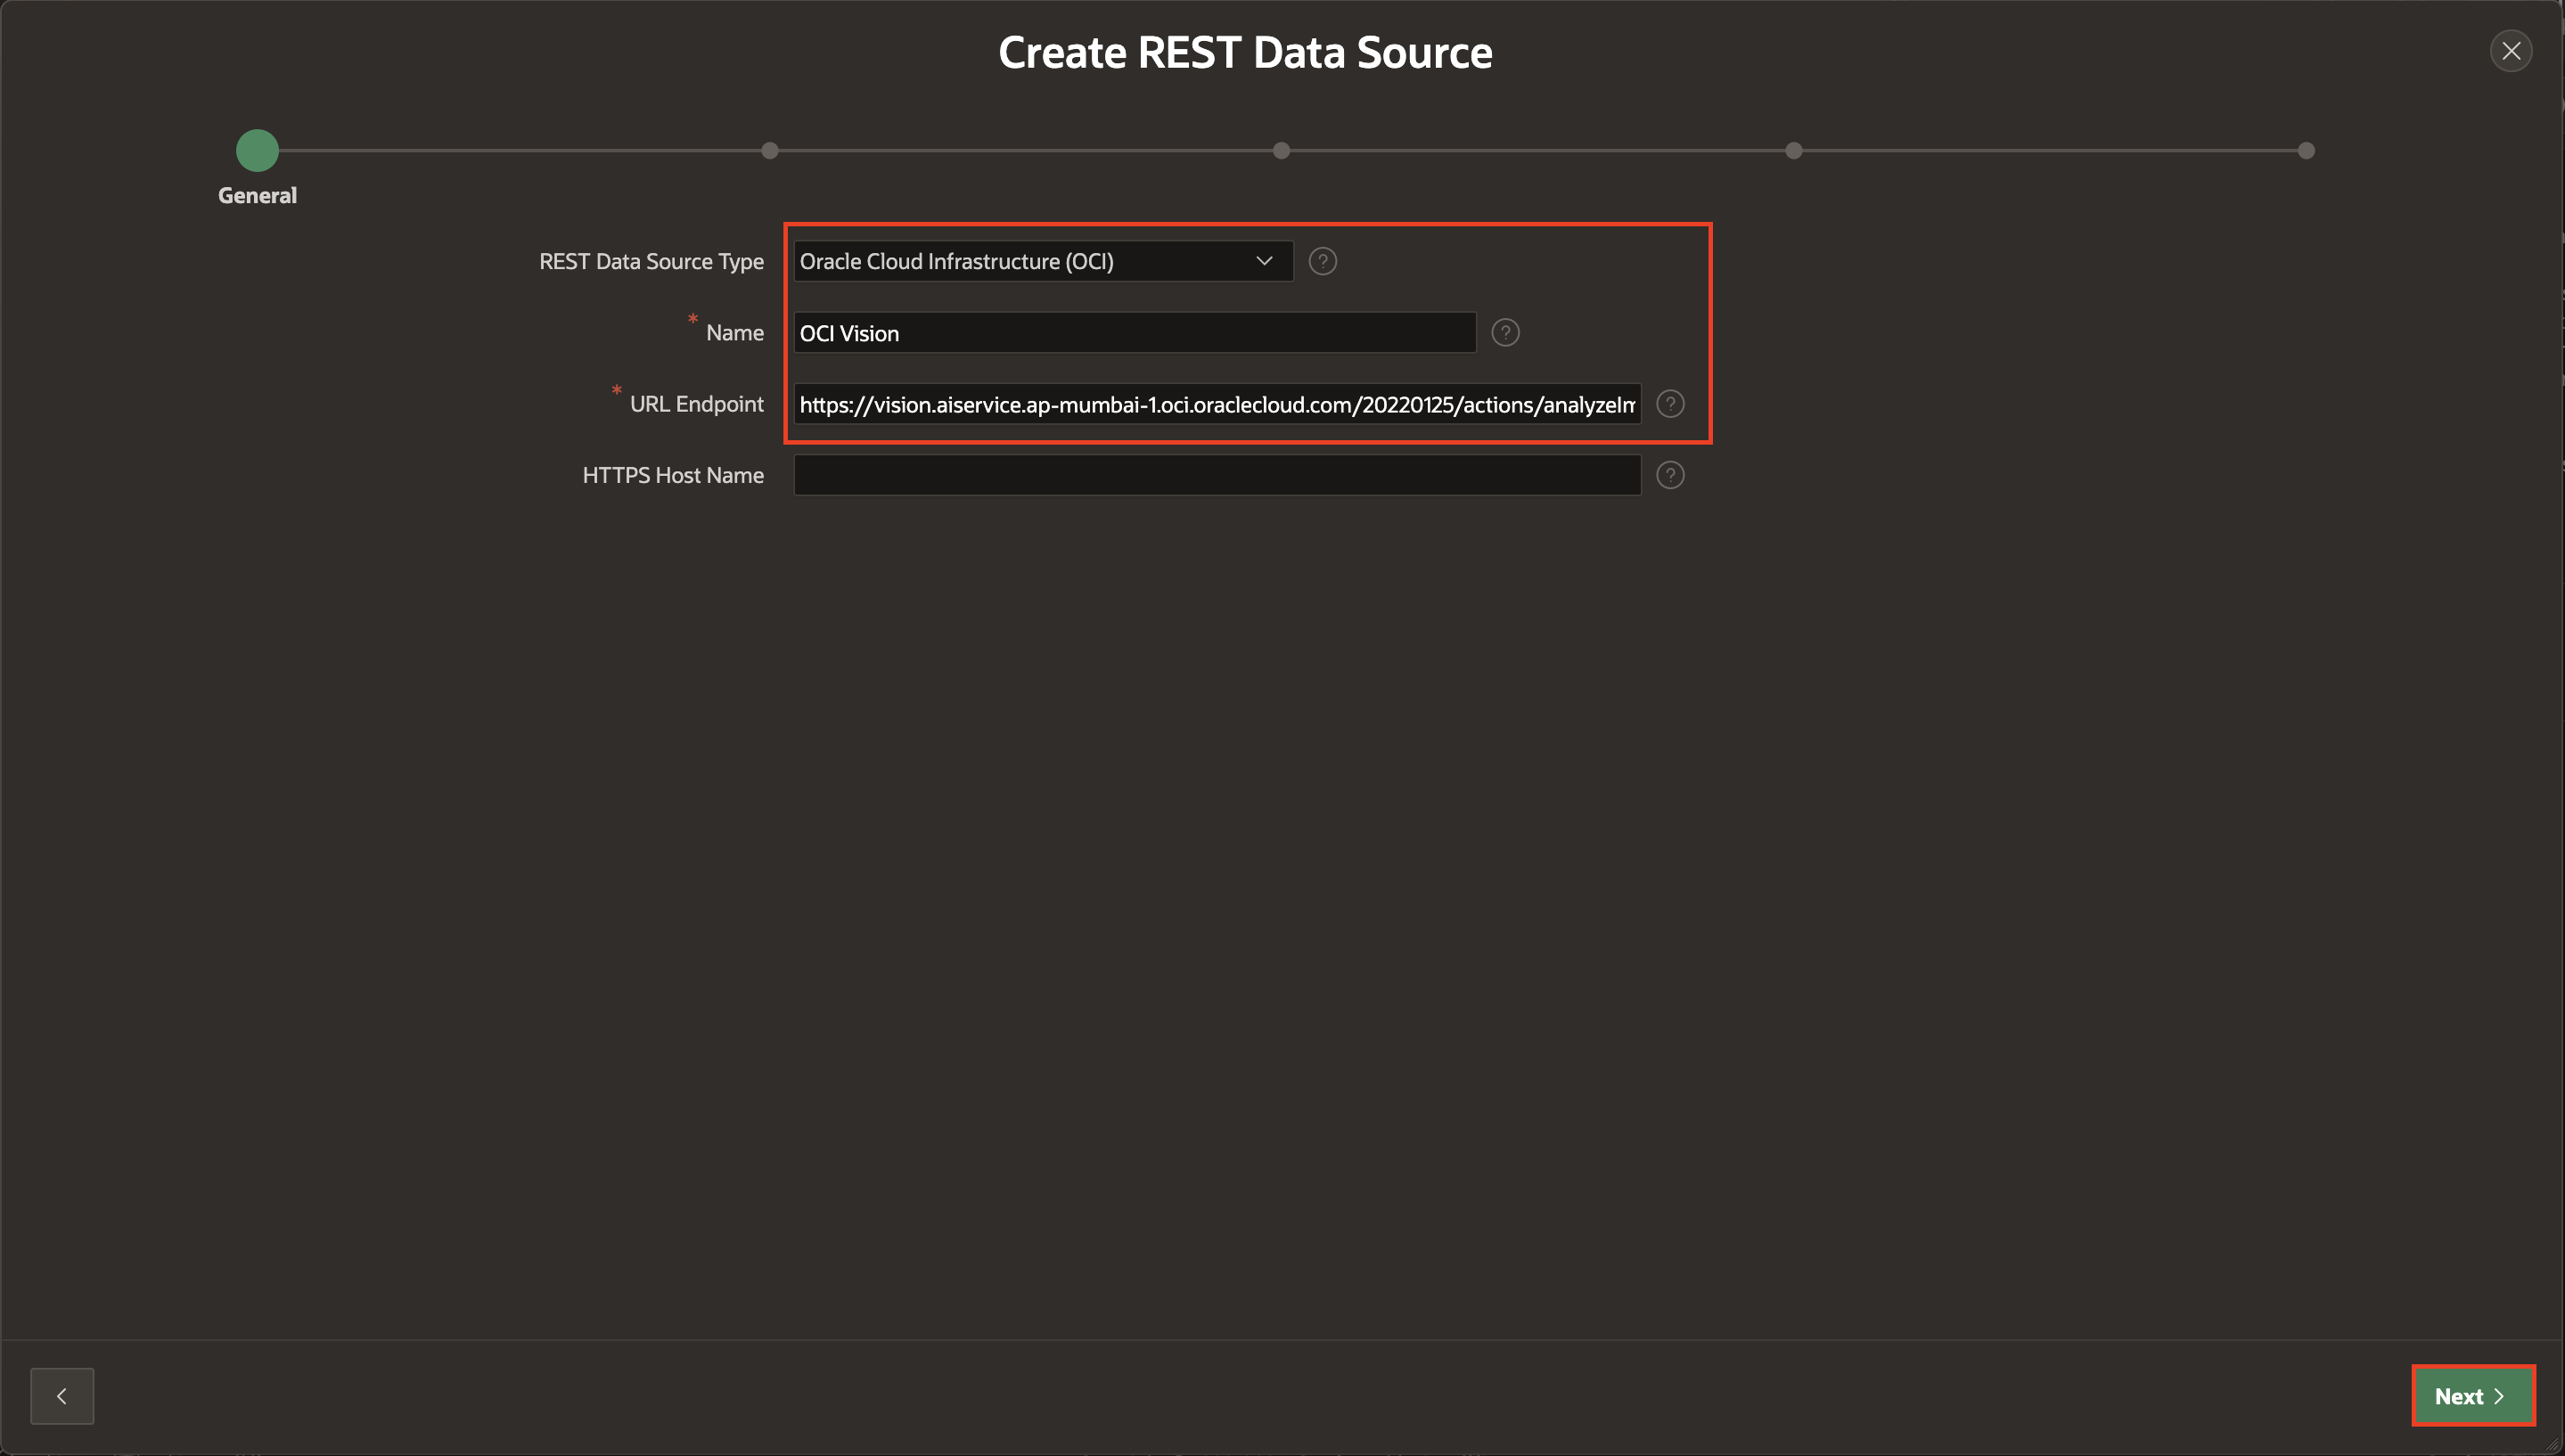 Create REST Data Source
General
REST Data Source Type Oracle Cloud Infrastructure (OCI) ?
* Name OCI Vision ?
* URL Endpoint https://vision.aiservice.ap-mumbai-1.oci.oraclecloud.com/20220125/actions/analyzeIm ?
HTTPS Host Name ?
Next